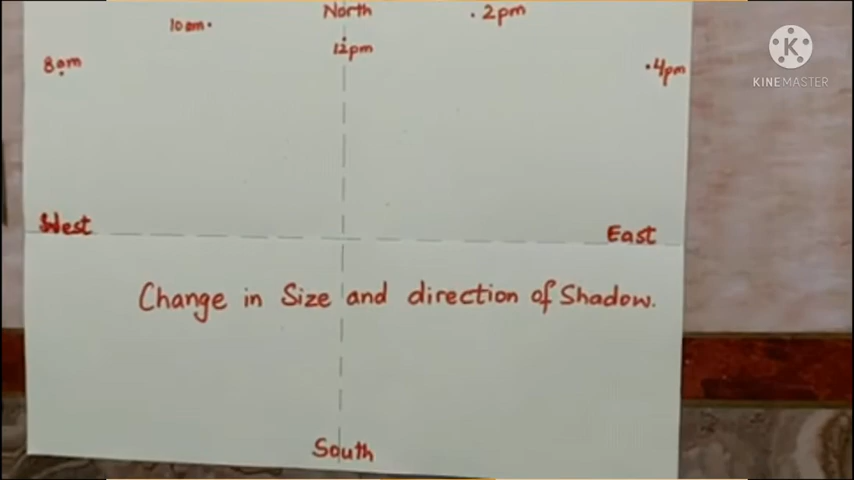 North
10am
2pm
12pm
8am
4pm
K
KINEMASTER
West
East
Change in Size and direction of Shadow.
South